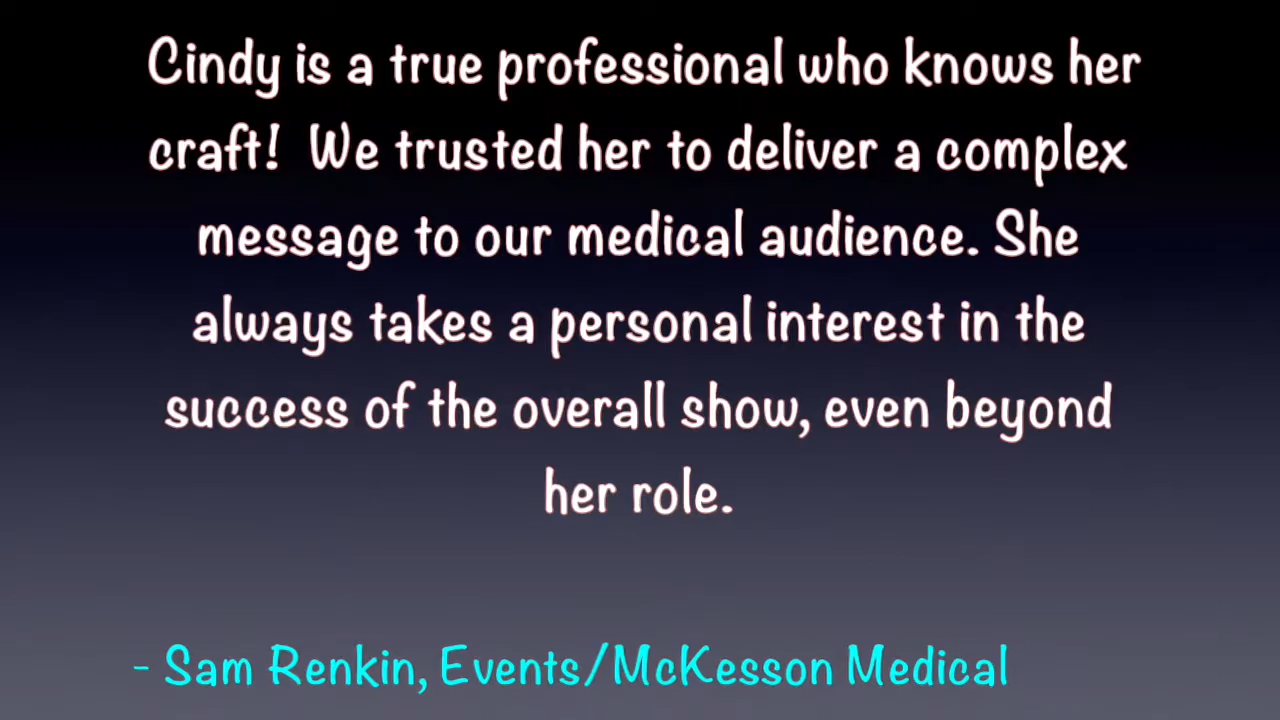 Cindy is a true professional who knows her
craft!  We trusted her to deliver a complex
message to our medical audience. She
always takes a personal interest in the
success of the overall show, even beyond
her role.
- Sam Renkin, Events/McKesson Medical